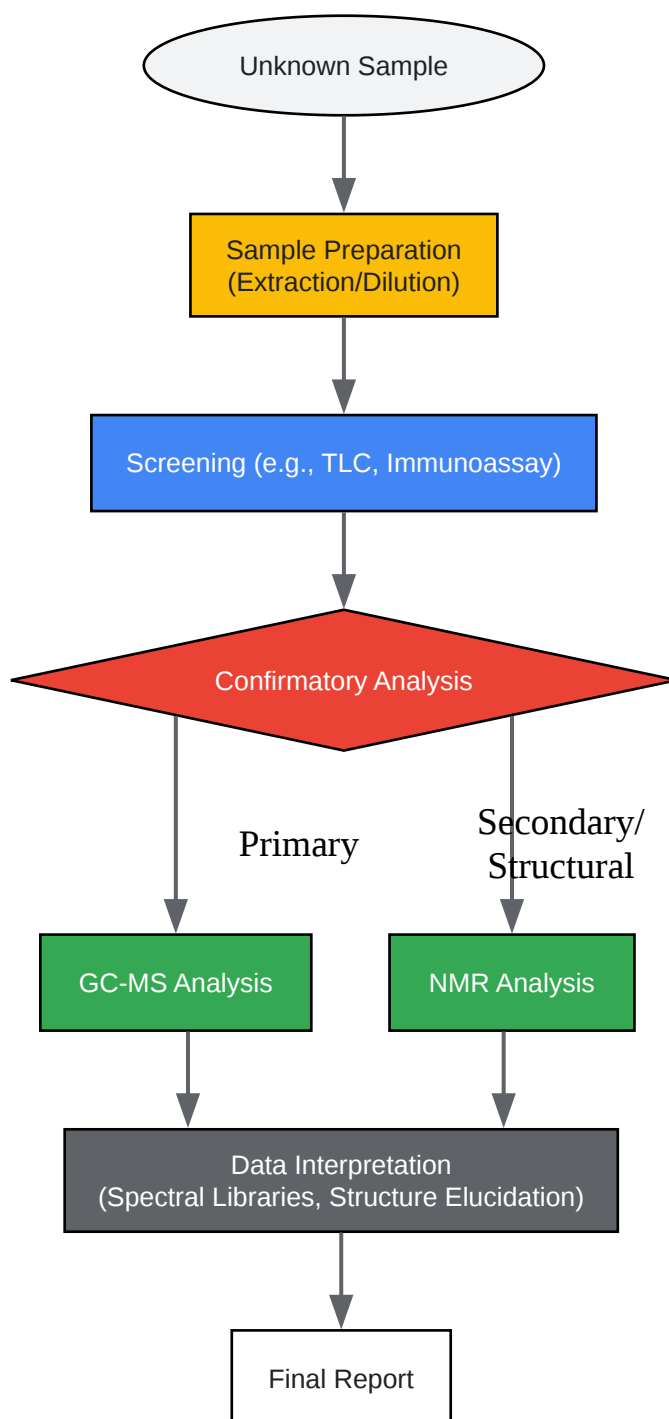 Unknown Sample
Sample Preparation
(Extraction/Dilution)
Screening (e.g., TLC, Immunoassay)
Confirmatory Analysis
Primary
Secondary/
Structural
GC-MS Analysis
NMR Analysis
Data Interpretation
(Spectral Libraries, Structure Elucidation)
Final Report